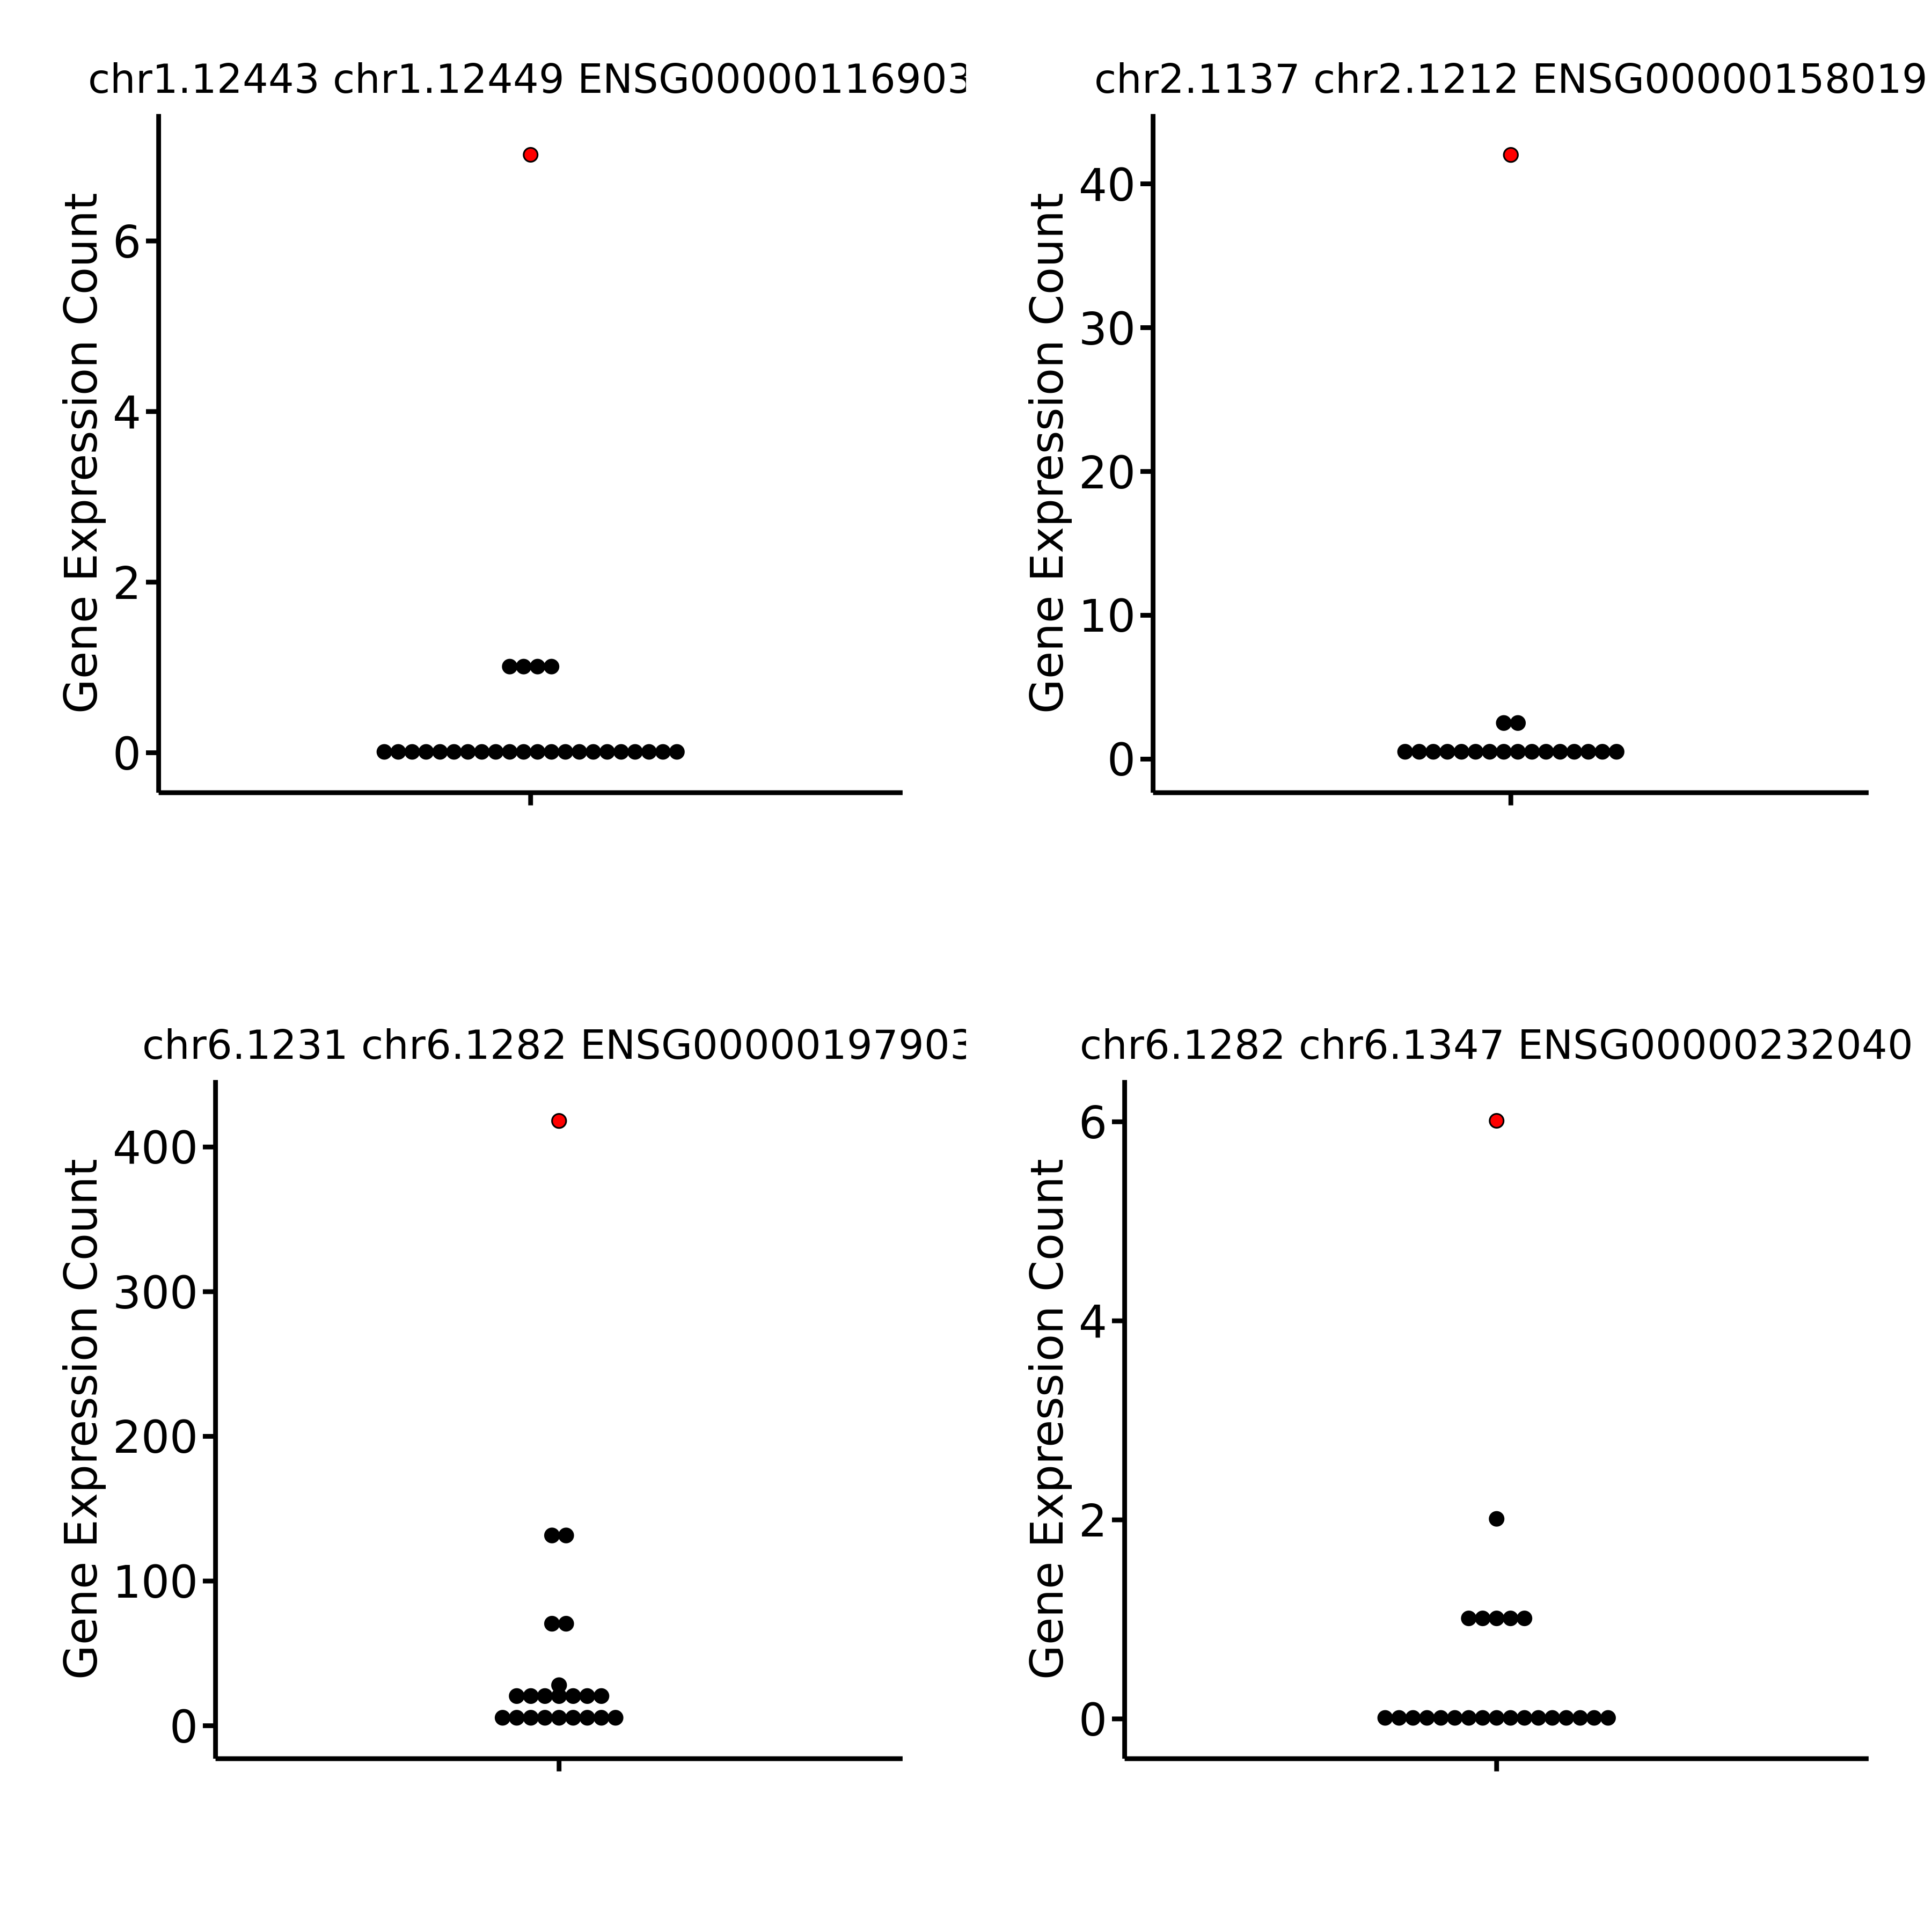 chr1.12443 chr1.12449 ENSG00000116903
Gene Expression Count
6
4
2
0
chr2.1137 chr2.1212 ENSG00000158019
Gene Expression Count
40
30
20
10
0
chr6.1231 chr6.1282 ENSG00000197903
Gene Expression Count
400
300
200
100
0
chr6.1282 chr6.1347 ENSG00000232040
Gene Expression Count
6
4
2
0